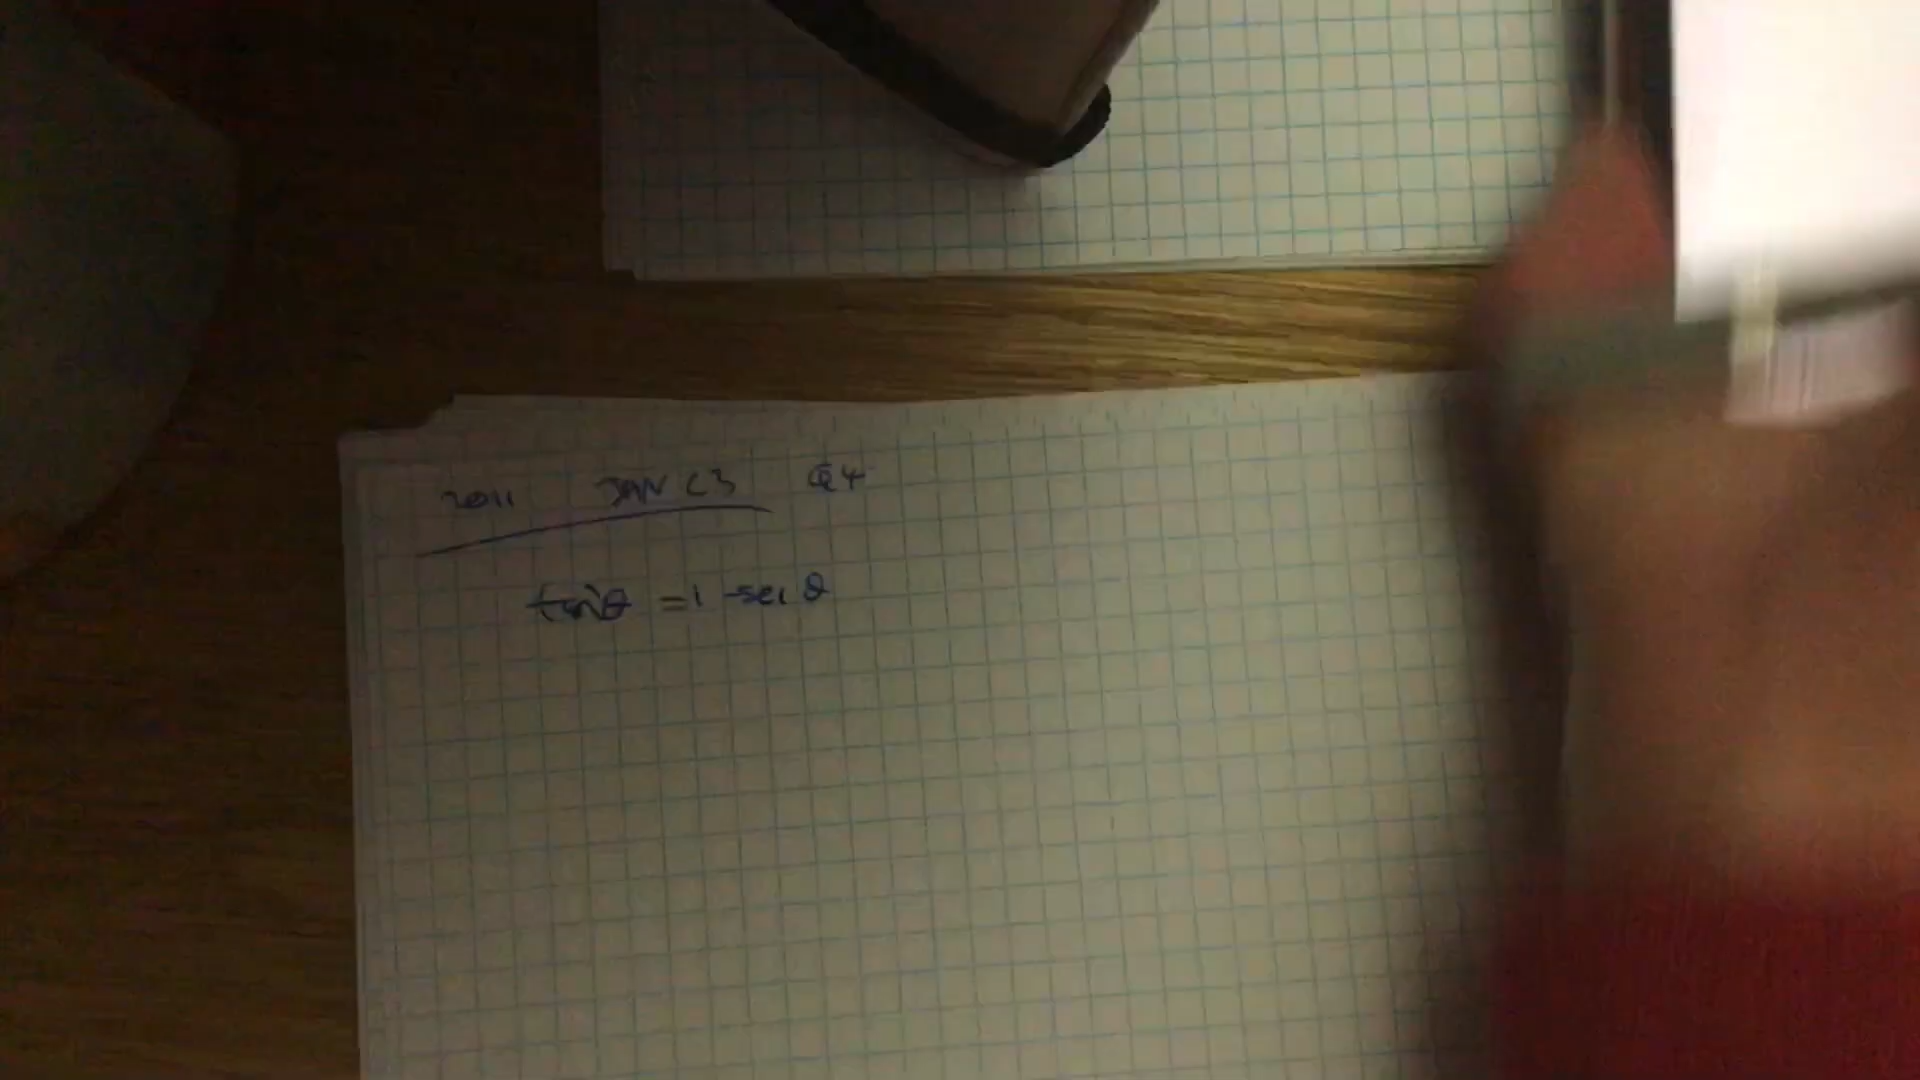 2011 JAN C3 Q4
tan²θ = 1 - sec θ